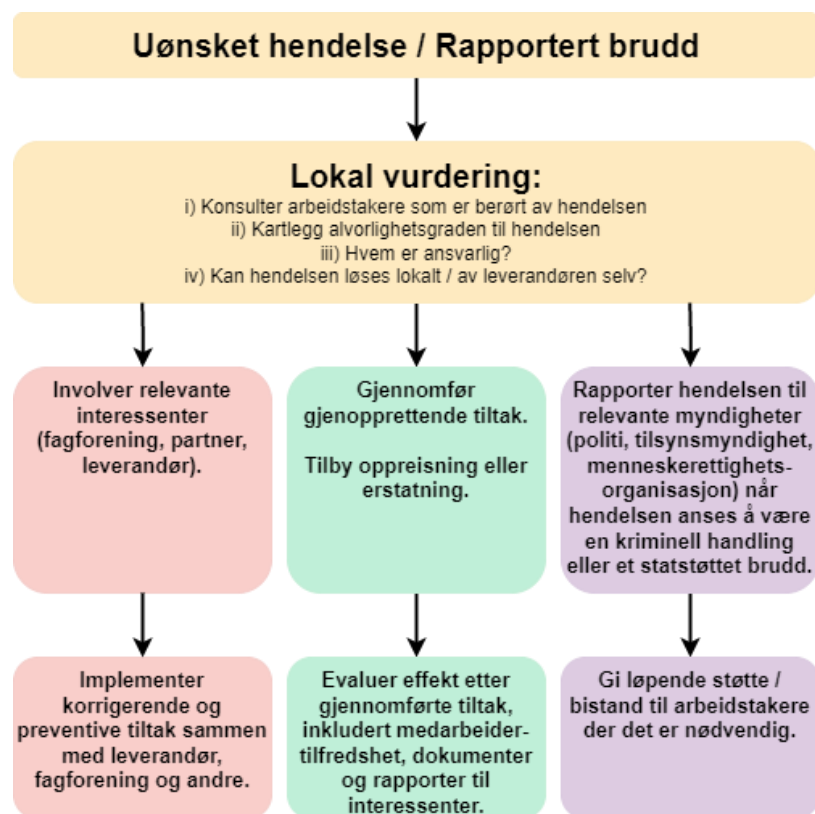 Uønsket hendelse / Rapportert brudd
Lokal vurdering:
i) Konsulter arbeidstakere som er berørt av hendelsen
ii) Kartlegg alvorlighetsgraden til hendelsen
iii) Hvem er ansvarlig?
iv) Kan hendelsen løses lokalt / av leverandøren selv?
Involver relevante
interessenter
(fagforening, partner,
leverandør).
Gjennomfør
gjenopprettende tiltak.
Tilby oppreisning eller
erstatning.
Rapporter hendelsen til
relevante myndigheter
(politi, tilsynsmyndighet,
menneskerettighets-
organisasjon) når
hendelsen anses å være
en kriminell handling
eller et statstøttet brudd.
Implementer
korrigerende og
preventive tiltak sammen
med leverandør,
fagforening og andre.
Evaluer effekt etter
gjennomførte tiltak,
inkludert medarbeider-
tilfredshet, dokumenter
og rapporter til
interessenter.
Gi løpende støtte /
bistand til arbeidstakere
der det er nødvendig.